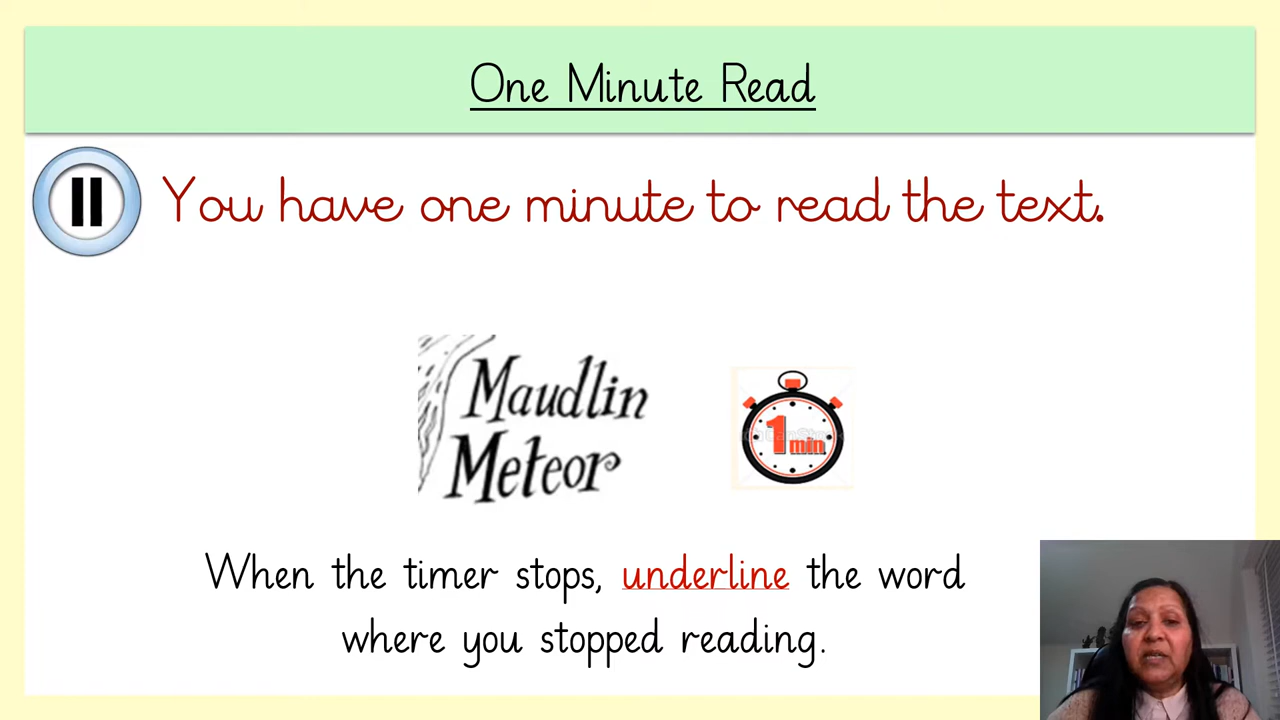 One Minute Read
You have one minute to read the text.
Maudlin
Meteor
1 min
When the timer stops, underline the word
where you stopped reading.